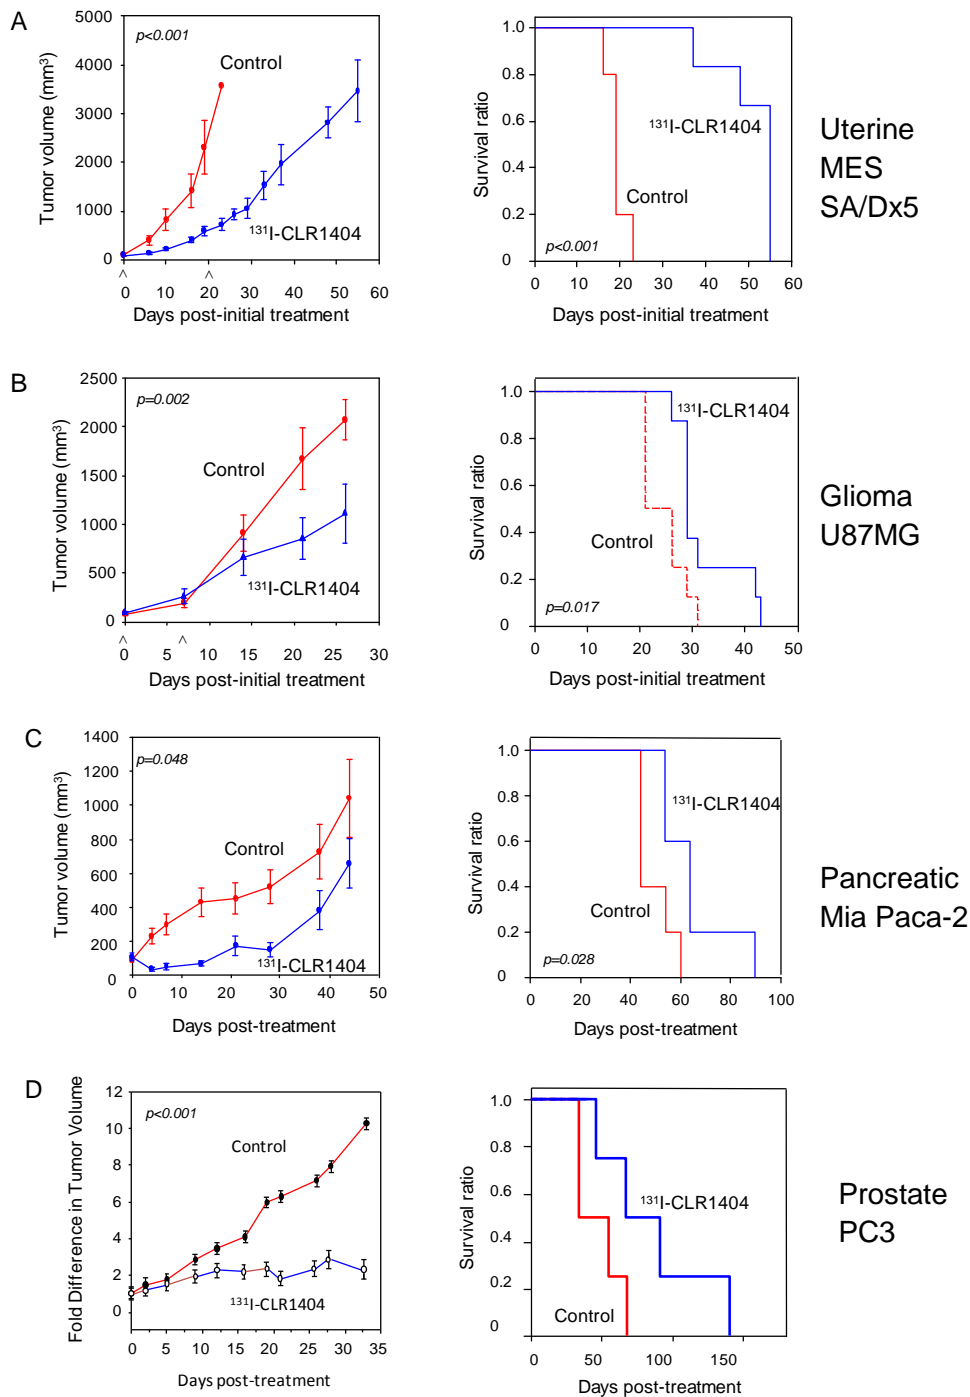 A
Tumor volume (mm³)
5000
4000
3000
2000
1000
0
p<0.001
Control
¹³¹I-CLR1404
^ ^
0 10 20 30 40 50 60
Days post-initial treatment
Survival ratio
1.0
0.8
0.6
0.4
0.2
0
¹³¹I-CLR1404
Control
p<0.001
0 10 20 30 40 50 60
Days post-initial treatment
Uterine
MES
SA/Dx5
B
Tumor volume (mm³)
2500
2000
1500
1000
500
0
p=0.002
Control
¹³¹I-CLR1404
^ ^
0 5 10 15 20 25 30
Days post-initial treatment
Survival ratio
1.0
0.8
0.6
0.4
0.2
0
¹³¹I-CLR1404
Control
p=0.017
0 10 20 30 40 50
Days post-initial treatment
Glioma
U87MG
C
Tumor volume (mm³)
1400
1200
1000
800
600
400
200
0
p=0.048
Control
¹³¹I-CLR1404
0 10 20 30 40 50
Days post-treatment
Survival ratio
1.0
0.8
0.6
0.4
0.2
0
¹³¹I-CLR1404
Control
p=0.028
0 20 40 60 80 100
Days post-treatment
Pancreatic
Mia Paca-2
D
Fold Difference in Tumor Volume
12
10
8
6
4
2
0
p<0.001
Control
¹³¹I-CLR1404
0 5 10 15 20 25 30 35
Days post-treatment
Survival ratio
1.0
0.8
0.6
0.4
0.2
0
¹³¹I-CLR1404
Control
0 50 100 150
Days post-treatment
Prostate
PC3